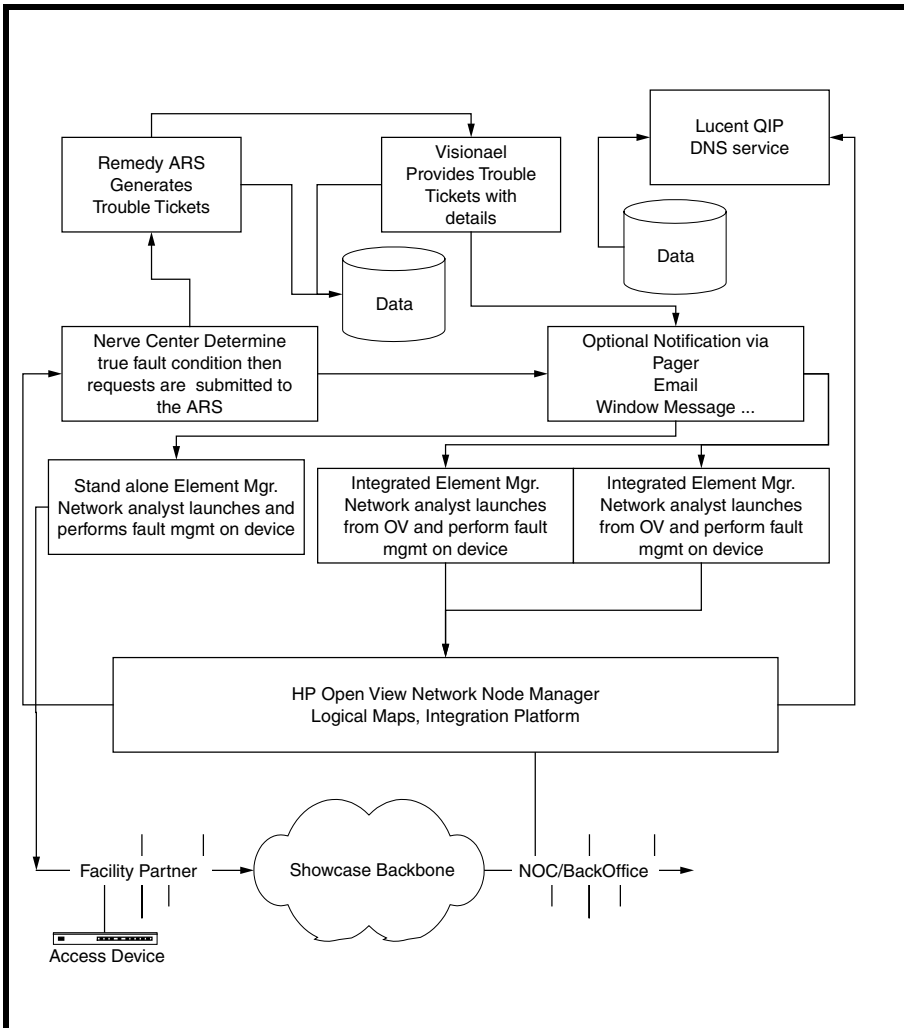 Remedy ARS
Generates
Trouble Tickets
Visionael
Provides Trouble
Tickets with
details
Lucent QIP
DNS service
Data
Data
Nerve Center Determine
true fault condition then
requests are submitted to
the ARS
Optional Notification via
Pager
Email
Window Message ...
Stand alone Element Mgr.
Network analyst launches and
performs fault mgmt on device
Integrated Element Mgr.
Network analyst launches
from OV and perform fault
mgmt on device
Integrated Element Mgr.
Network analyst launches
from OV and perform fault
mgmt on device
HP Open View Network Node Manager
Logical Maps, Integration Platform
Facility Partner
Showcase Backbone
NOC/BackOffice
Access Device